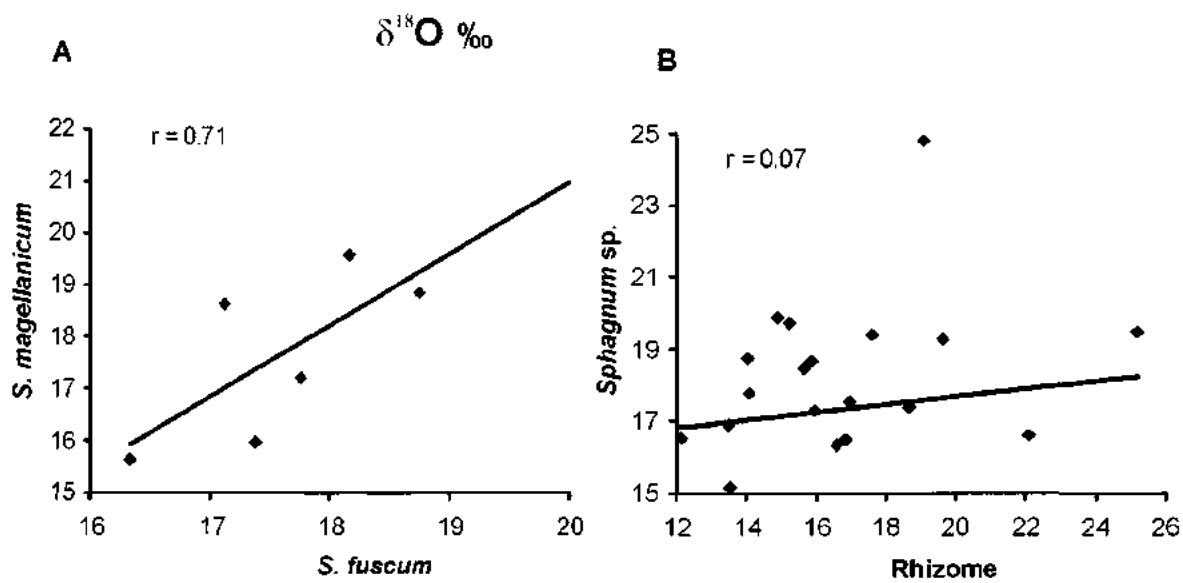 δ¹⁸O ‰
A
r = 0.71
22
21
20
19
18
17
16
15
16 17 18 19 20
S. magellanicum
S. fuscum
B
r = 0.07
25
23
21
19
17
15
12 14 16 18 20 22 24 26
Sphagnum sp.
Rhizome